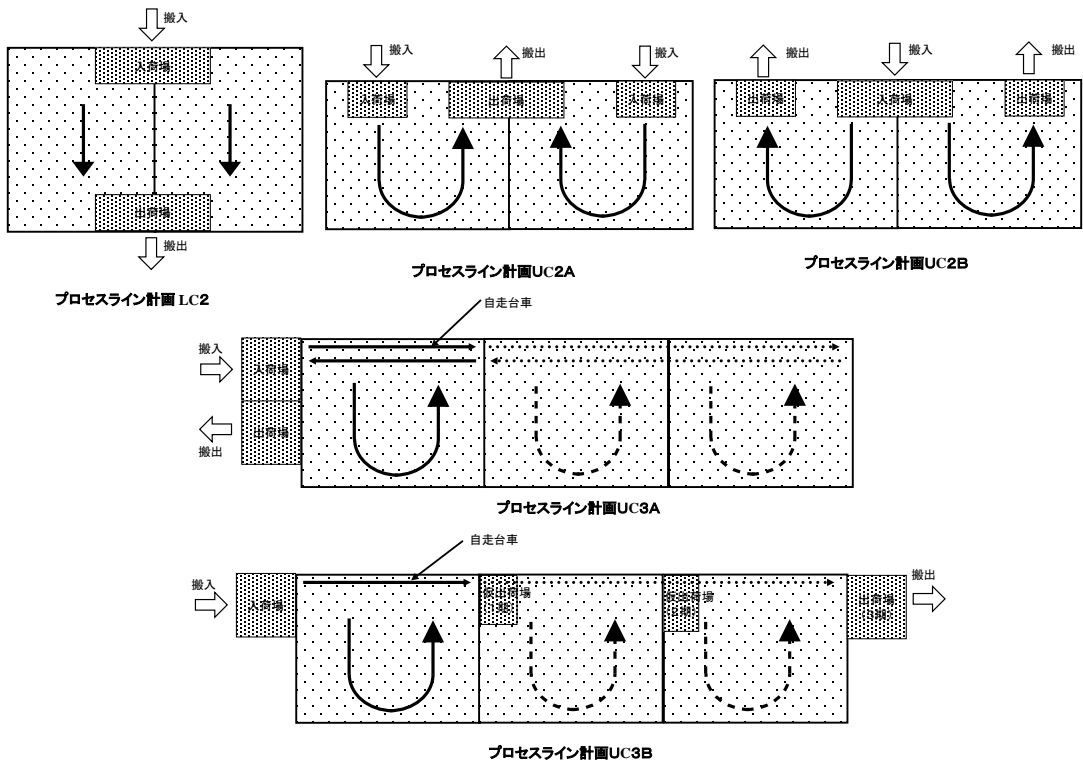 搬入
入荷場
出荷場
搬出
プロセスライン計画 LC2
搬入
搬出
搬入
入荷場
出荷場
入荷場
プロセスライン計画UC2A
搬出
搬入
搬出
出荷場
入荷場
出荷場
プロセスライン計画UC2B
自走台車
搬入
入荷場
出荷場
搬出
プロセスライン計画UC3A
自走台車
搬入
入荷場
仮出荷場
仮出荷場
出荷場
搬出
プロセスライン計画UC3B